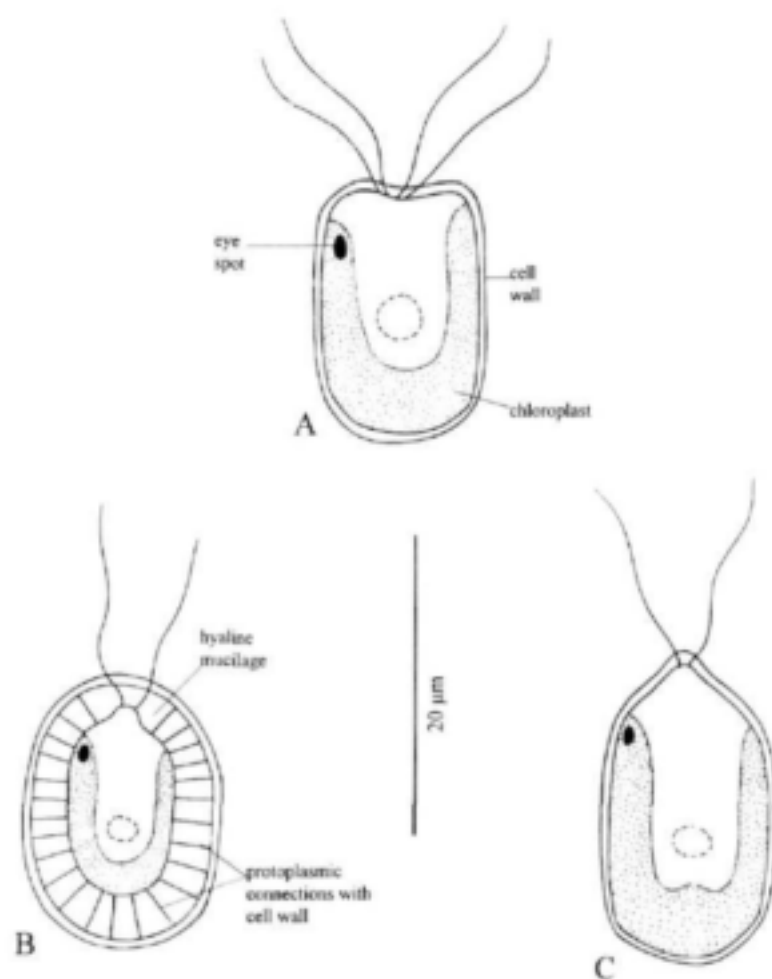 eye
spot
cell
wall
chloroplast
A
hyaline
mucilage
20 µm
protoplasmic
connections with
cell wall
B
C